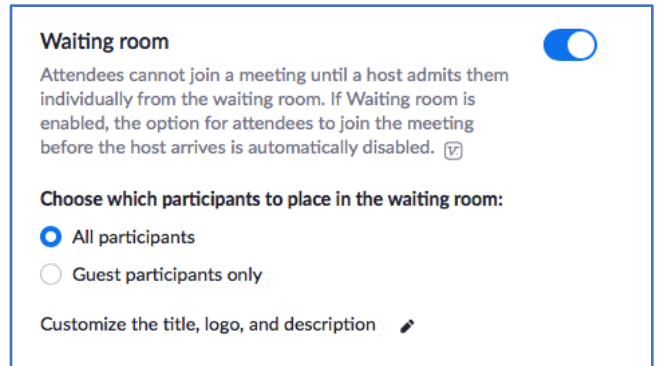 Waiting room
Attendees cannot join a meeting until a host admits them
individually from the waiting room. If Waiting room is
enabled, the option for attendees to join the meeting
before the host arrives is automatically disabled.
Choose which participants to place in the waiting room:
All participants
Guest participants only
Customize the title, logo, and description